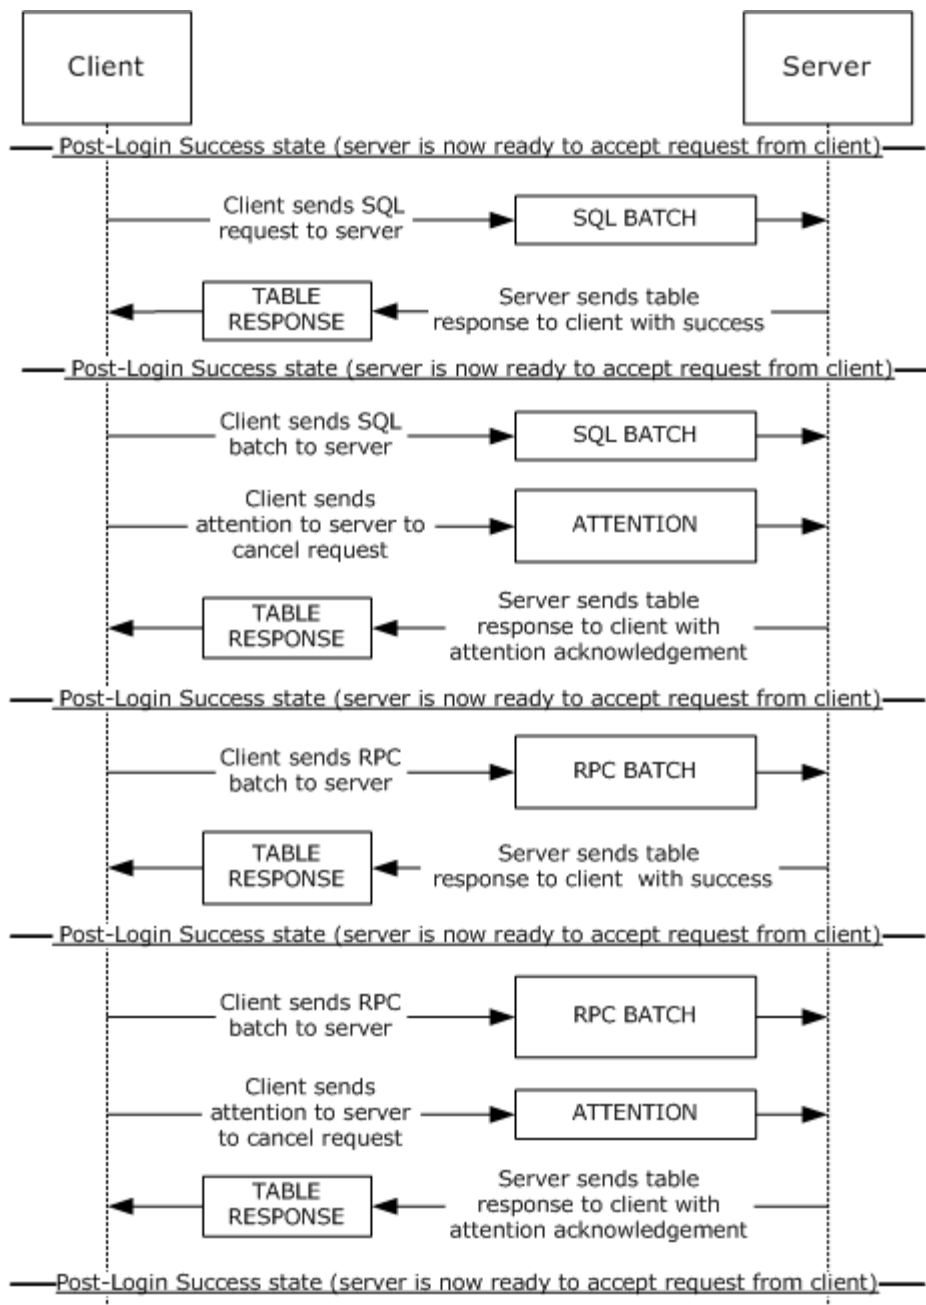 Client
Server
Post-Login Success state (server is now ready to accept request from client)
Client sends SQL
request to server
SQL BATCH
TABLE
RESPONSE
Server sends table
response to client with success
Post-Login Success state (server is now ready to accept request from client)
Client sends SQL
batch to server
SQL BATCH
Client sends
attention to server to
cancel request
ATTENTION
TABLE
RESPONSE
Server sends table
response to client with
attention acknowledgement
Post-Login Success state (server is now ready to accept request from client)
Client sends RPC
batch to server
RPC BATCH
TABLE
RESPONSE
Server sends table
response to client with success
Post-Login Success state (server is now ready to accept request from client)
Client sends RPC
batch to server
RPC BATCH
Client sends
attention to server
to cancel request
ATTENTION
TABLE
RESPONSE
Server sends table
response to client with
attention acknowledgement
Post-Login Success state (server is now ready to accept request from client)